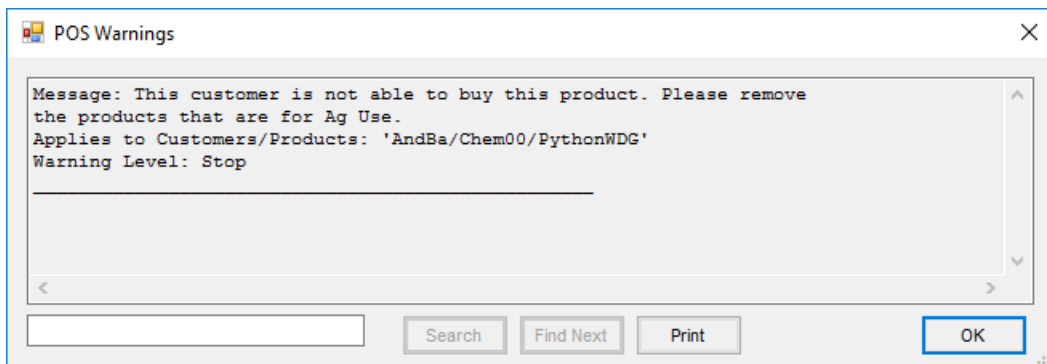 POS Warnings
Message: This customer is not able to buy this product. Please remove
the products that are for Ag Use.
Applies to Customers/Products: 'AndBa/Chem00/PythonWDG'
Warning Level: Stop
Search Find Next Print OK